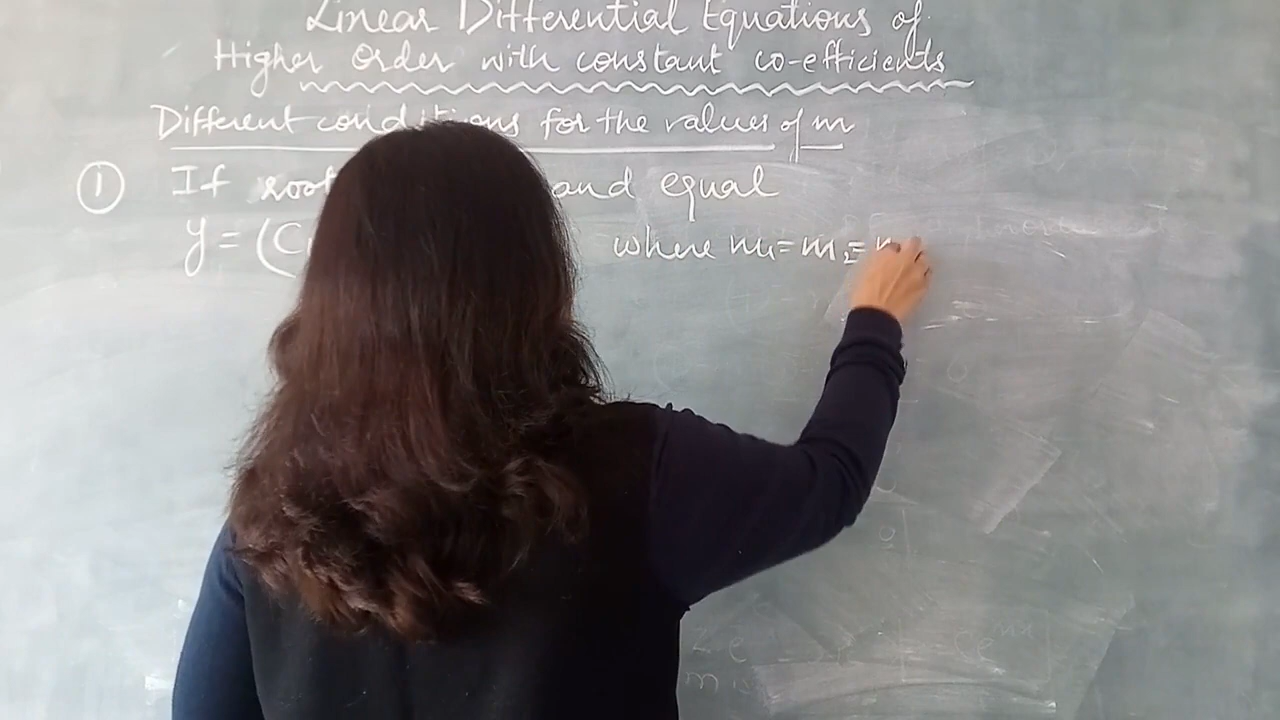 Linear Differential Equations of
Higher Order with constant co-efficients
Different conditions for the values of m
① If and equal
y = (C where m₁ = m₂ =